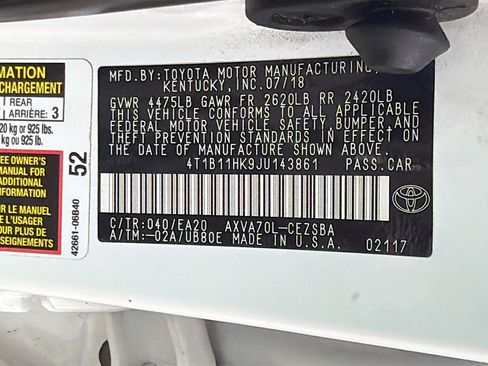 MATION
CHARGEMENT
REAR
ARRIÈRE: 3
20 kg or 925 lbs.
kg ou 925 lb.
EE OWNER'S
MANUAL FOR
ADDITIONAL
FORMATION
R LE MANUEL
L'USAGER
OUR PLUS DE
SEIGNEMENTS
52
42661-06B40
MFD. BY: TOYOTA MOTOR MANUFACTURING,
KENTUCKY, INC. 07/18
GVWR 4475LB GAWR FR 2620LB RR 2420LB
THIS VEHICLE CONFORMS TO ALL APPLICABLE
FEDERAL MOTOR VEHICLE SAFETY, BUMPER, AND
THEFT PREVENTION STANDARDS IN EFFECT ON
THE DATE OF MANUFACTURE SHOWN ABOVE.
4T1B11HK9JU143861 PASS. CAR
C/TR: 040/EA20 AXVA70L-CEZSBA
A/TM: -02A/UB80E MADE IN U.S.A. 02117